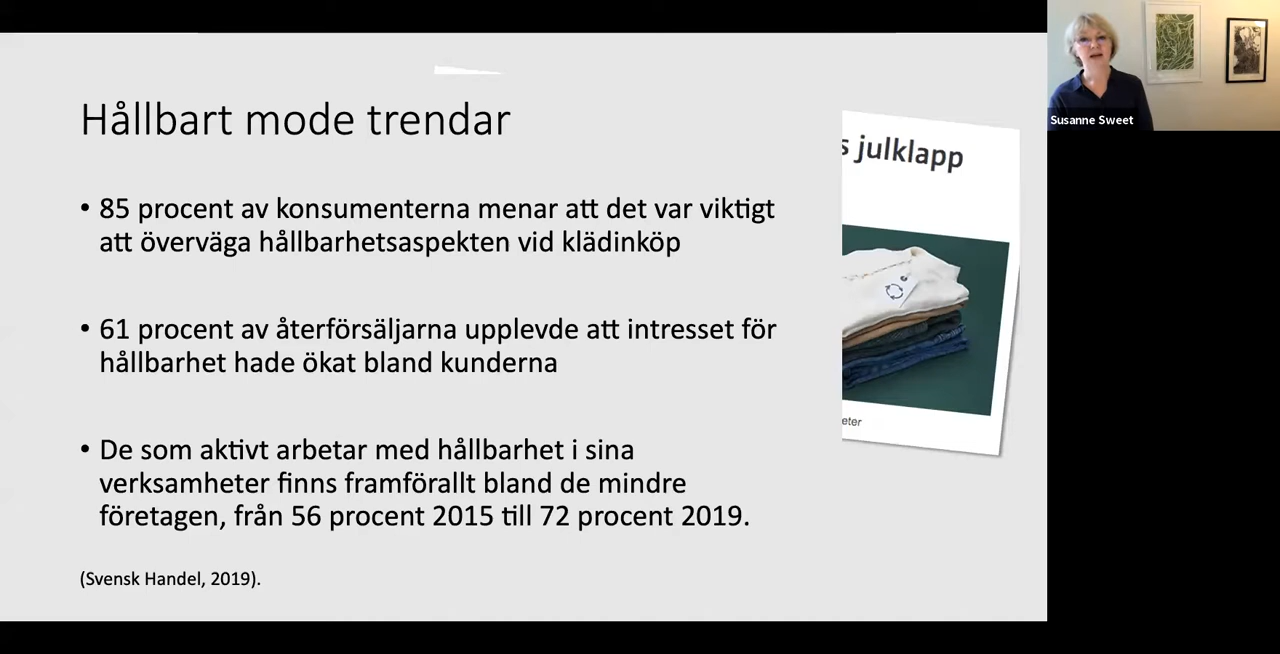 Hållbart mode trendar
• 85 procent av konsumenterna menar att det var viktigt
att överväga hållbarhetsaspekten vid klädinköp
• 61 procent av återförsäljarna upplevde att intresset för
hållbarhet hade ökat bland kunderna
• De som aktivt arbetar med hållbarhet i sina
verksamheter finns framförallt bland de mindre
företagen, från 56 procent 2015 till 72 procent 2019.
(Svensk Handel, 2019).
s julklapp
eter
Susanne Sweet